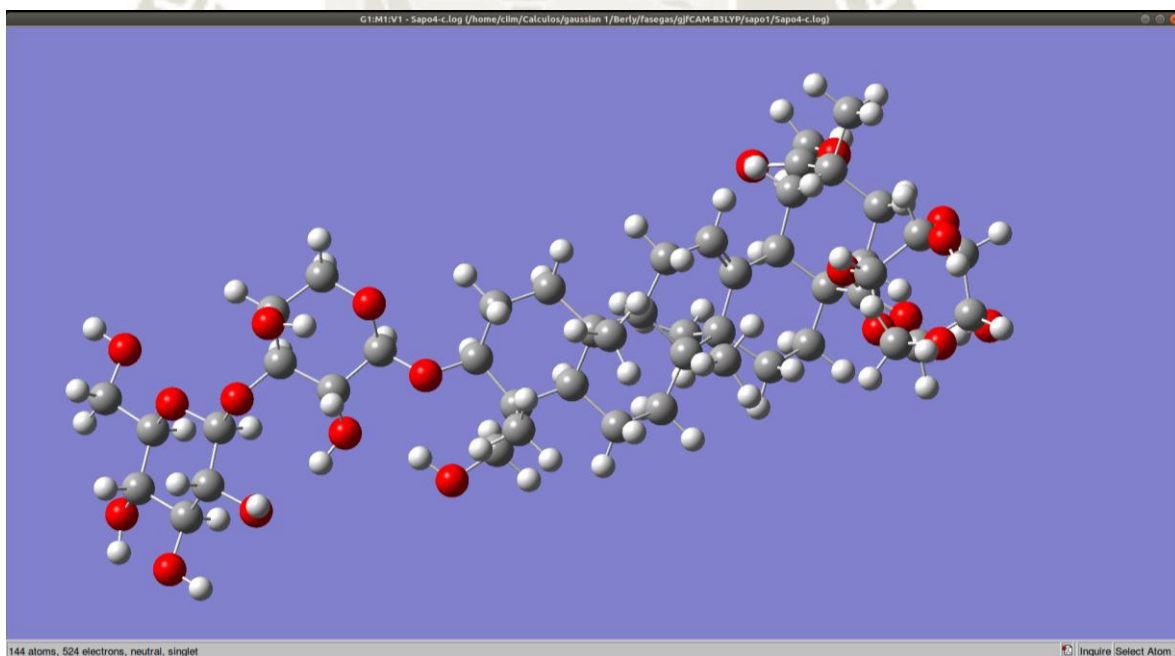 G1:M1:V1 - Sapo4-c.log (/home/ciim/Calculos/gaussian 1/Berly/fasegas/gjfCAM-B3LYP/sapo1/Sapo4-c.log)
144 atoms, 524 electrons, neutral, singlet
Inquire Select Atom